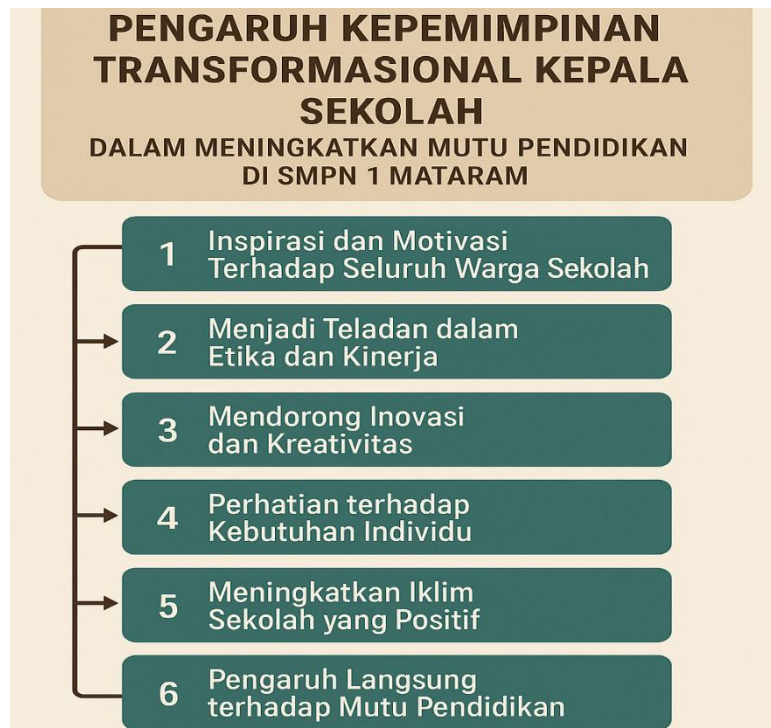 PENGARUH KEPEMIMPINAN
TRANSFORMASIONAL KEPALA
SEKOLAH
DALAM MENINGKATKAN MUTU PENDIDIKAN
DI SMPN 1 MATARAM
1 Inspirasi dan Motivasi
Terhadap Seluruh Warga Sekolah
2 Menjadi Teladan dalam
Etika dan Kinerja
3 Mendorong Inovasi
dan Kreativitas
4 Perhatian terhadap
Kebutuhan Individu
5 Meningkatkan Iklim
Sekolah yang Positif
6 Pengaruh Langsung
terhadap Mutu Pendidikan